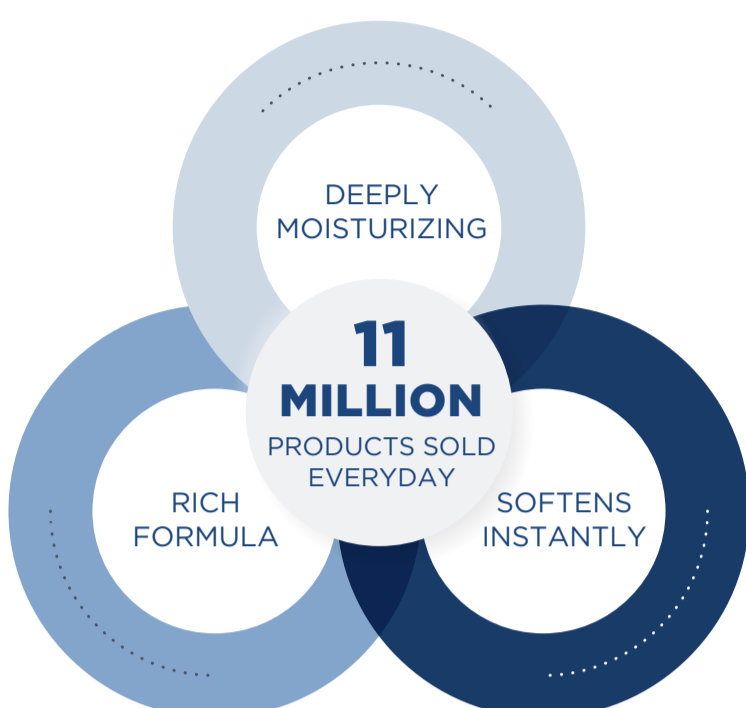 DEEPLY
MOISTURIZING
11
MILLION
PRODUCTS SOLD
EVERYDAY
RICH
FORMULA
SOFTENS
INSTANTLY